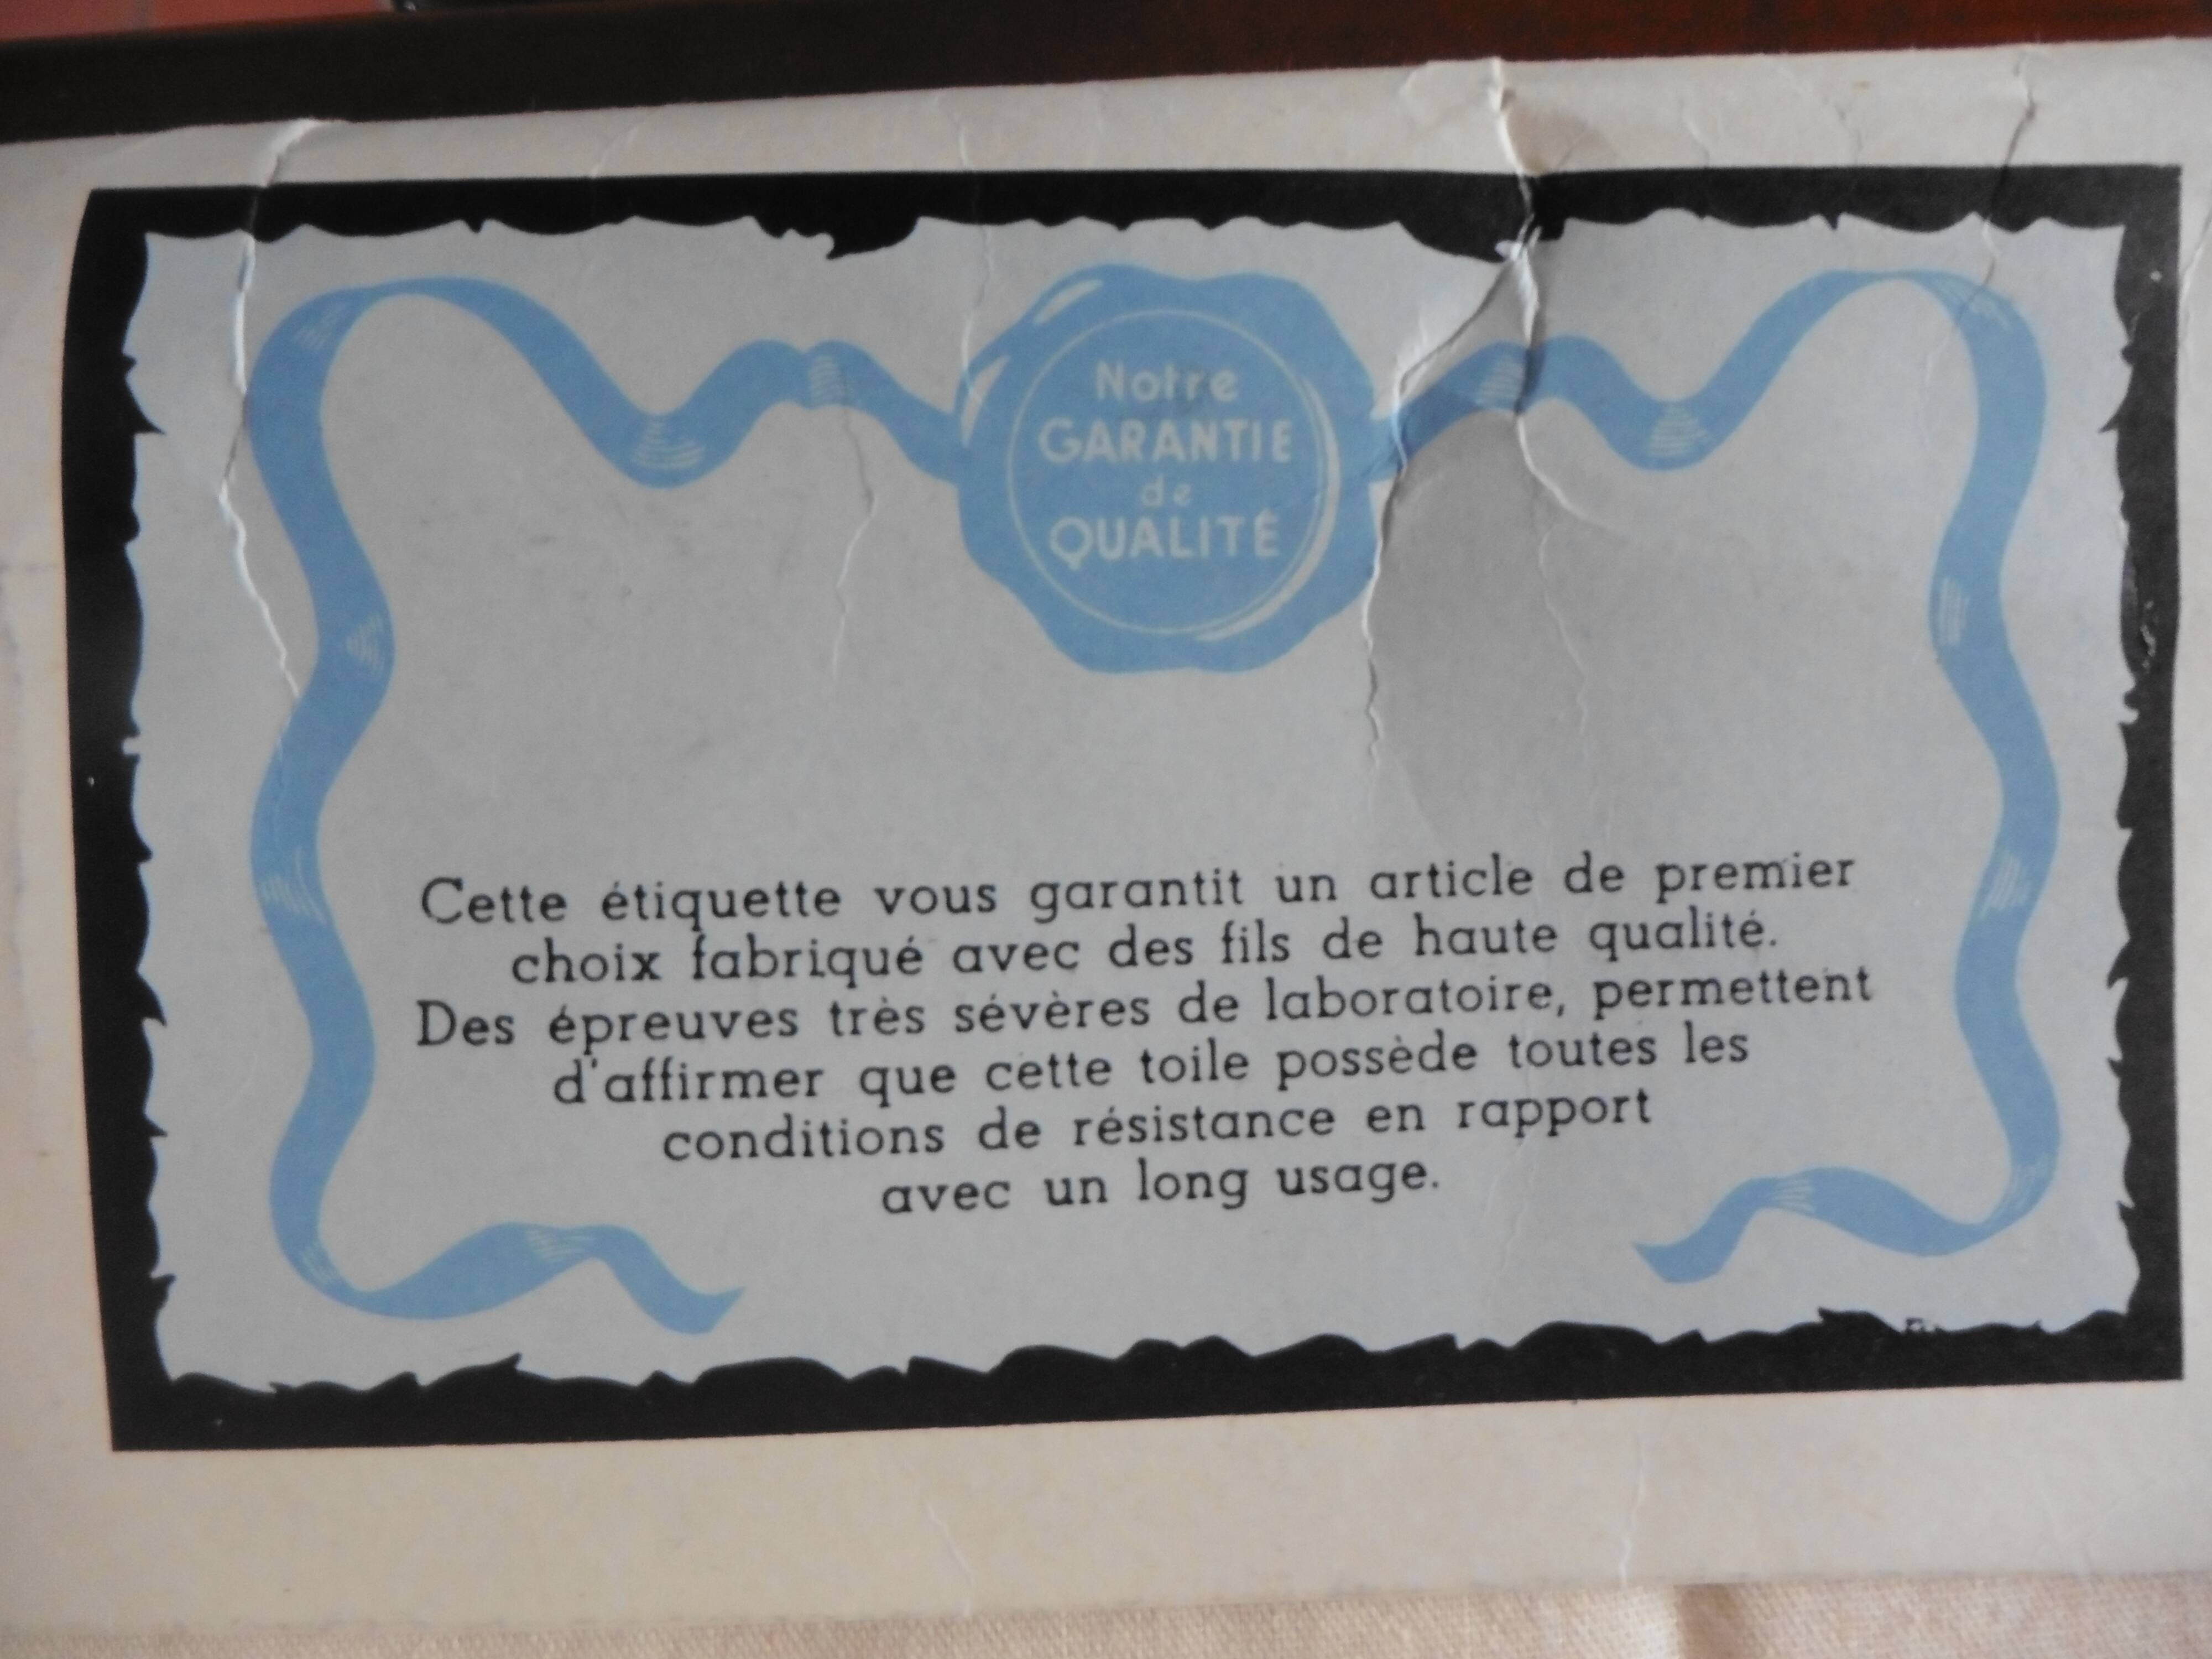 Notre
GARANTIE
de
QUALITÉ
Cette étiquette vous garantit un article de premier
choix fabriqué avec des fils de haute qualité.
Des épreuves très sévères de laboratoire, permettent
d'affirmer que cette toile possède toutes les
conditions de résistance en rapport
avec un long usage.